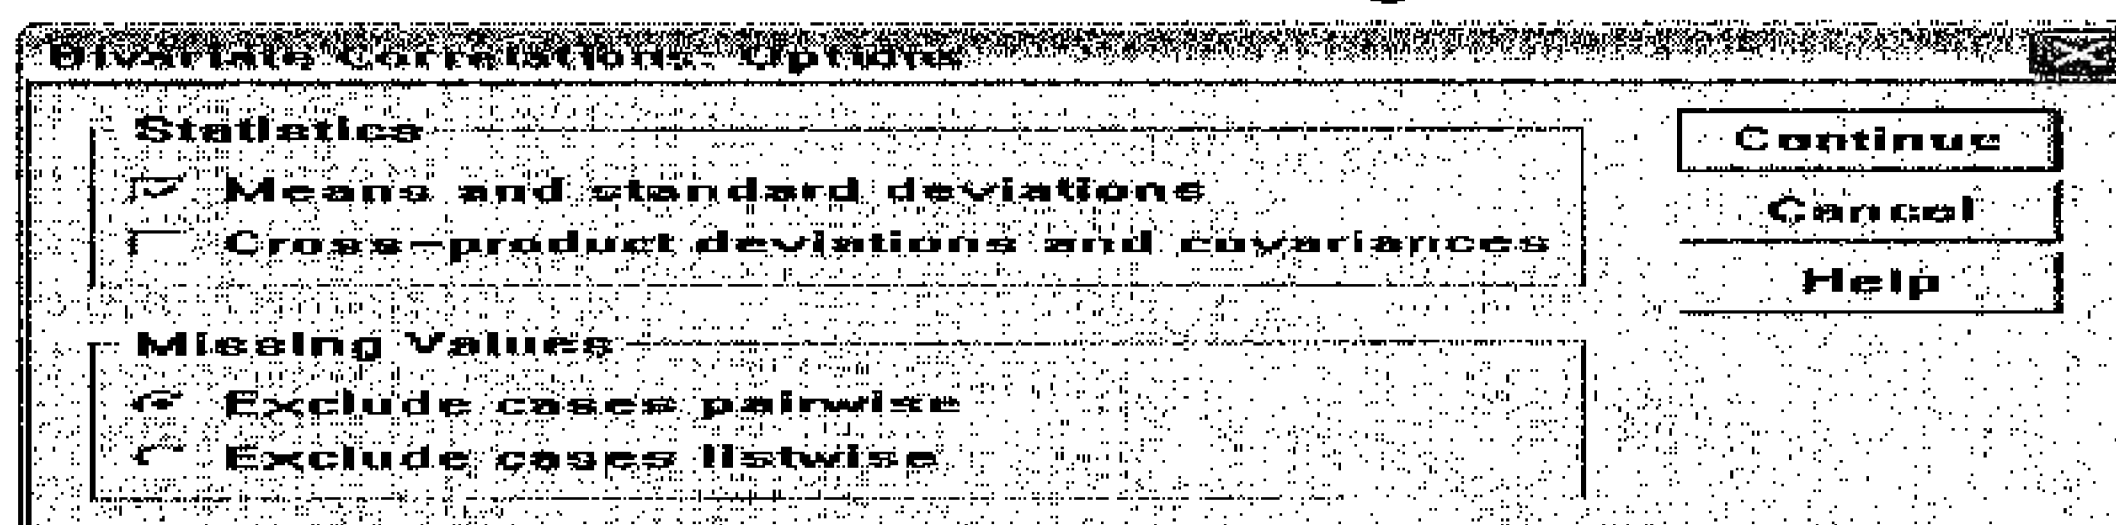 Bivariate Correlations: Options
Statistics
Means and standard deviations
Cross-product deviations and covariances
Missing Values
Exclude cases pairwise
Exclude cases listwise
Continue
Cancel
Help